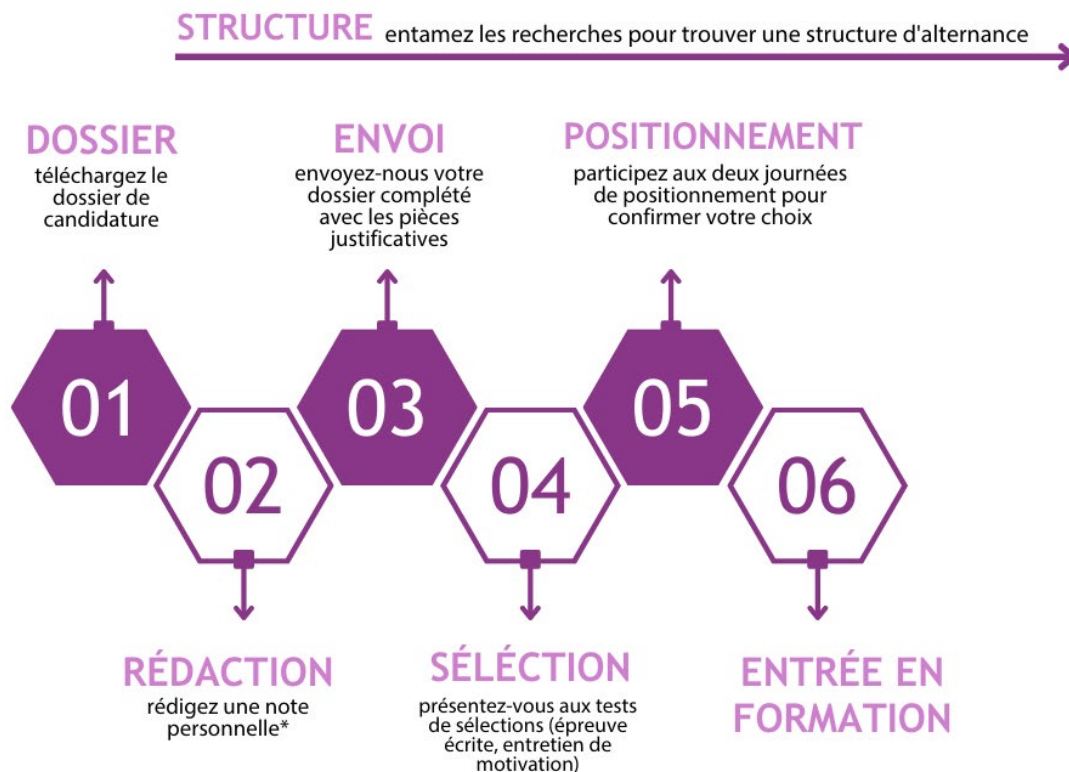 STRUCTURE entamez les recherches pour trouver une structure d'alternance
DOSSIER
téléchargez le
dossier de
candidature
ENVOI
envoyez-nous votre
dossier complété
avec les pièces
justificatives
POSITIONNEMENT
participez aux deux journées
de positionnement pour
confirmer votre choix
01
02
03
04
05
06
RÉDACTION
rédigez une note
personnelle*
SÉLÉCTION
présentez-vous aux tests
de sélections (épreuve
écrite, entretien de
motivation)
ENTRÉE EN
FORMATION